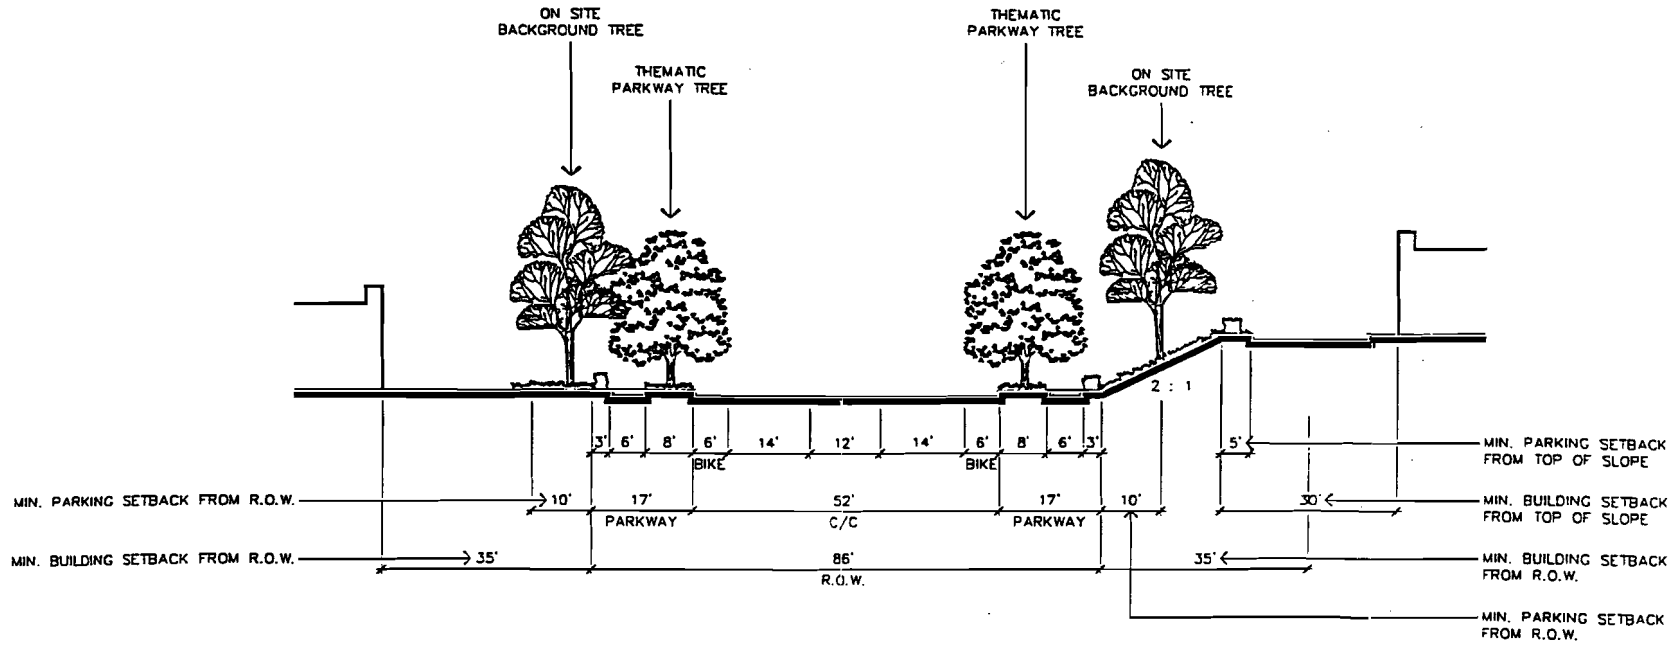 ON SITE
BACKGROUND TREE
THEMATIC
PARKWAY TREE
THEMATIC
PARKWAY TREE
ON SITE
BACKGROUND TREE
2 : 1
3' 6' 8' 6' 14' 12' 14' 6' 8' 6' 3' 5'
BIKE BIKE
MIN. PARKING SETBACK
FROM TOP OF SLOPE
MIN. PARKING SETBACK FROM R.O.W. 10' 17' 52' 17' 10' 30'
PARKWAY C/C PARKWAY
MIN. BUILDING SETBACK
FROM TOP OF SLOPE
MIN. BUILDING SETBACK FROM R.O.W. 35' 86' 35'
R.O.W.
MIN. BUILDING SETBACK
FROM R.O.W.
MIN. PARKING SETBACK
FROM R.O.W.